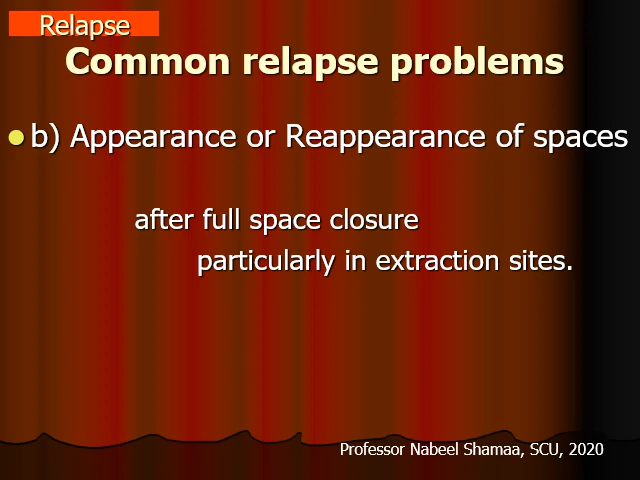 Relapse
Common relapse problems
b) Appearance or Reappearance of spaces
after full space closure
particularly in extraction sites.
Professor Nabeel Shamaa, SCU, 2020